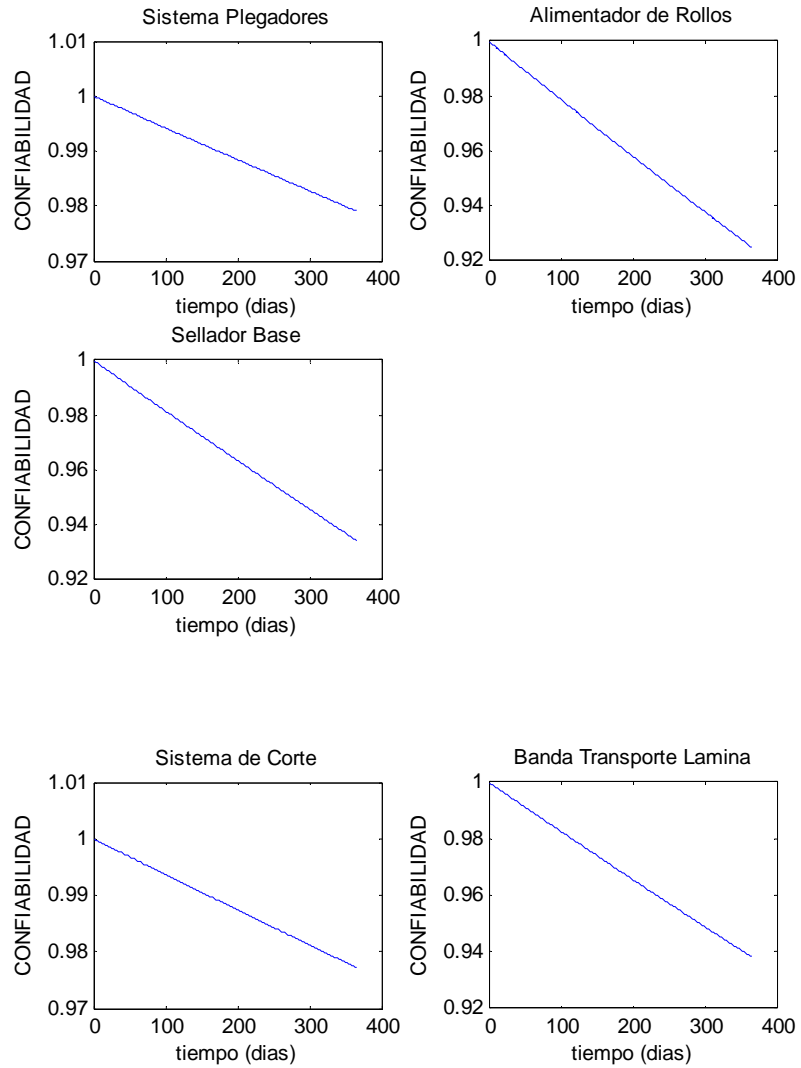 Sistema Plegadores
1.01
1
0.99
0.98
0.97
CONFIABILIDAD
0 100 200 300 400
tiempo (dias)
Alimentador de Rollos
1
0.98
0.96
0.94
0.92
CONFIABILIDAD
0 100 200 300 400
tiempo (dias)
Sellador Base
1
0.98
0.96
0.94
0.92
CONFIABILIDAD
0 100 200 300 400
tiempo (dias)
Sistema de Corte
1.01
1
0.99
0.98
0.97
CONFIABILIDAD
0 100 200 300 400
tiempo (dias)
Banda Transporte Lamina
1
0.98
0.96
0.94
0.92
CONFIABILIDAD
0 100 200 300 400
tiempo (dias)